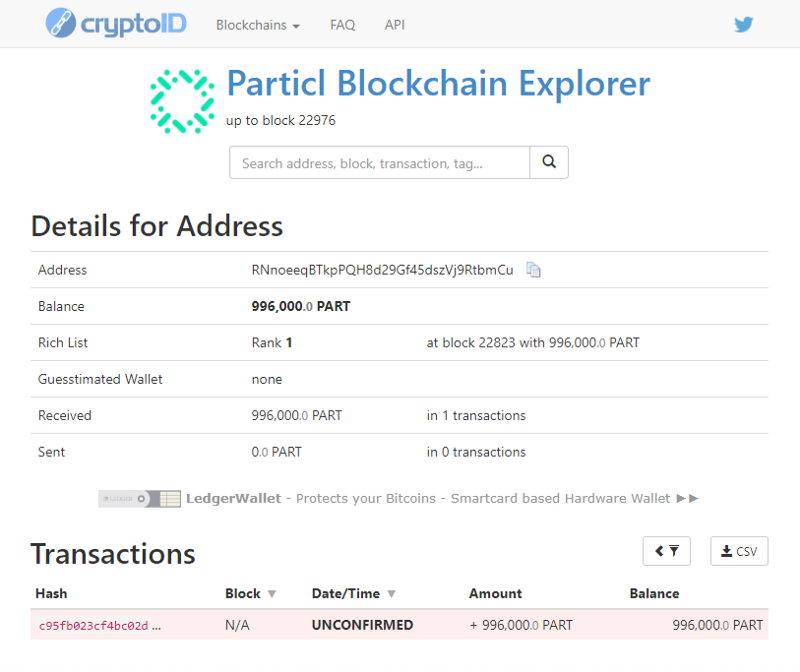 cryptoID Blockchains FAQ API
Particl Blockchain Explorer
up to block 22976
Search address, block, transaction, tag...
Details for Address
Address RNnoeeqBTkpPQH8d29Gf45dszVj9RtbmCu
Balance 996,000.0 PART
Rich List Rank 1 at block 22823 with 996,000.0 PART
Guesstimated Wallet none
Received 996,000.0 PART in 1 transactions
Sent 0.0 PART in 0 transactions
LEDGER LedgerWallet - Protects your Bitcoins - Smartcard based Hardware Wallet ►►
Transactions CSV
Hash Block Date/Time Amount Balance
c95fb023cf4bc02d ... N/A UNCONFIRMED + 996,000.0 PART 996,000.0 PART